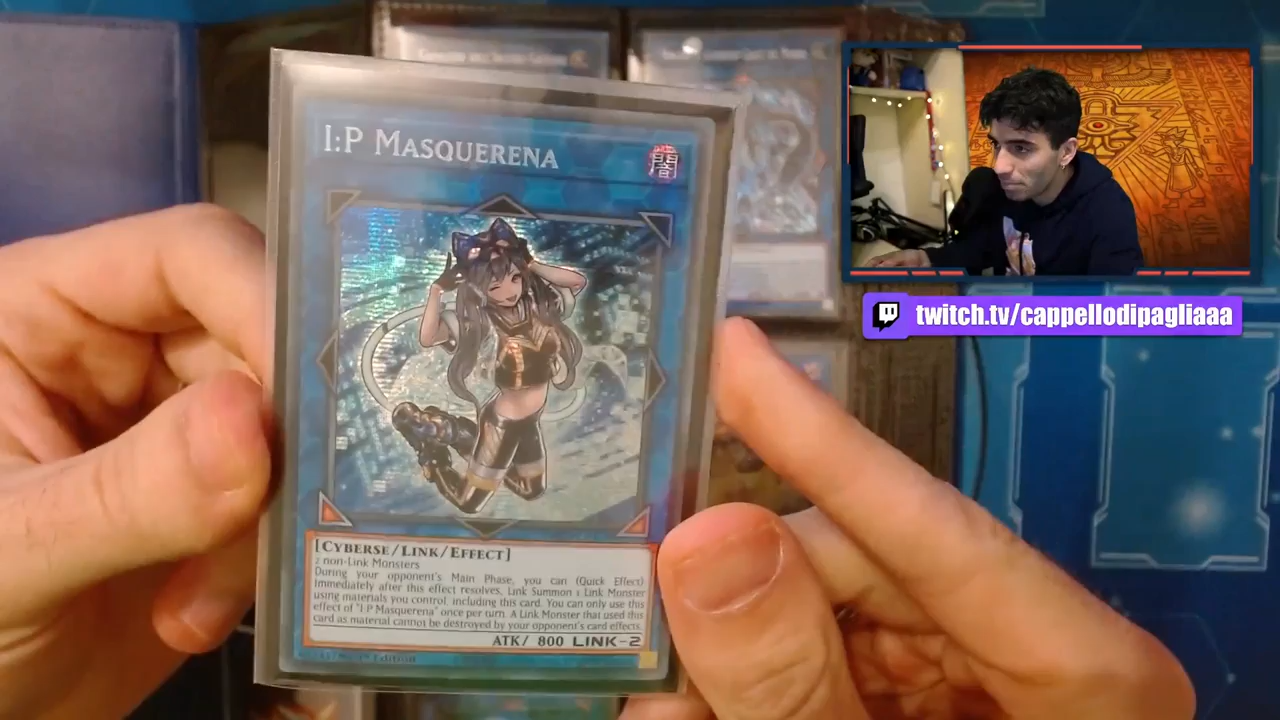 I:P MASQUERENA
闇
[CYBERSE/LINK/EFFECT]
2 non-Link Monsters
During your opponent's Main Phase, you can (Quick Effect)
Immediately after this effect resolves, Link Summon 1 Link Monster
using materials you control, including this card. You can only use this
effect of "I:P Masquerena" once per turn. A Link Monster that used this
card as material cannot be destroyed by your opponent's card effects.
ATK/ 800 LINK-2
Edition
twitch.tv/cappellodipagliaaa